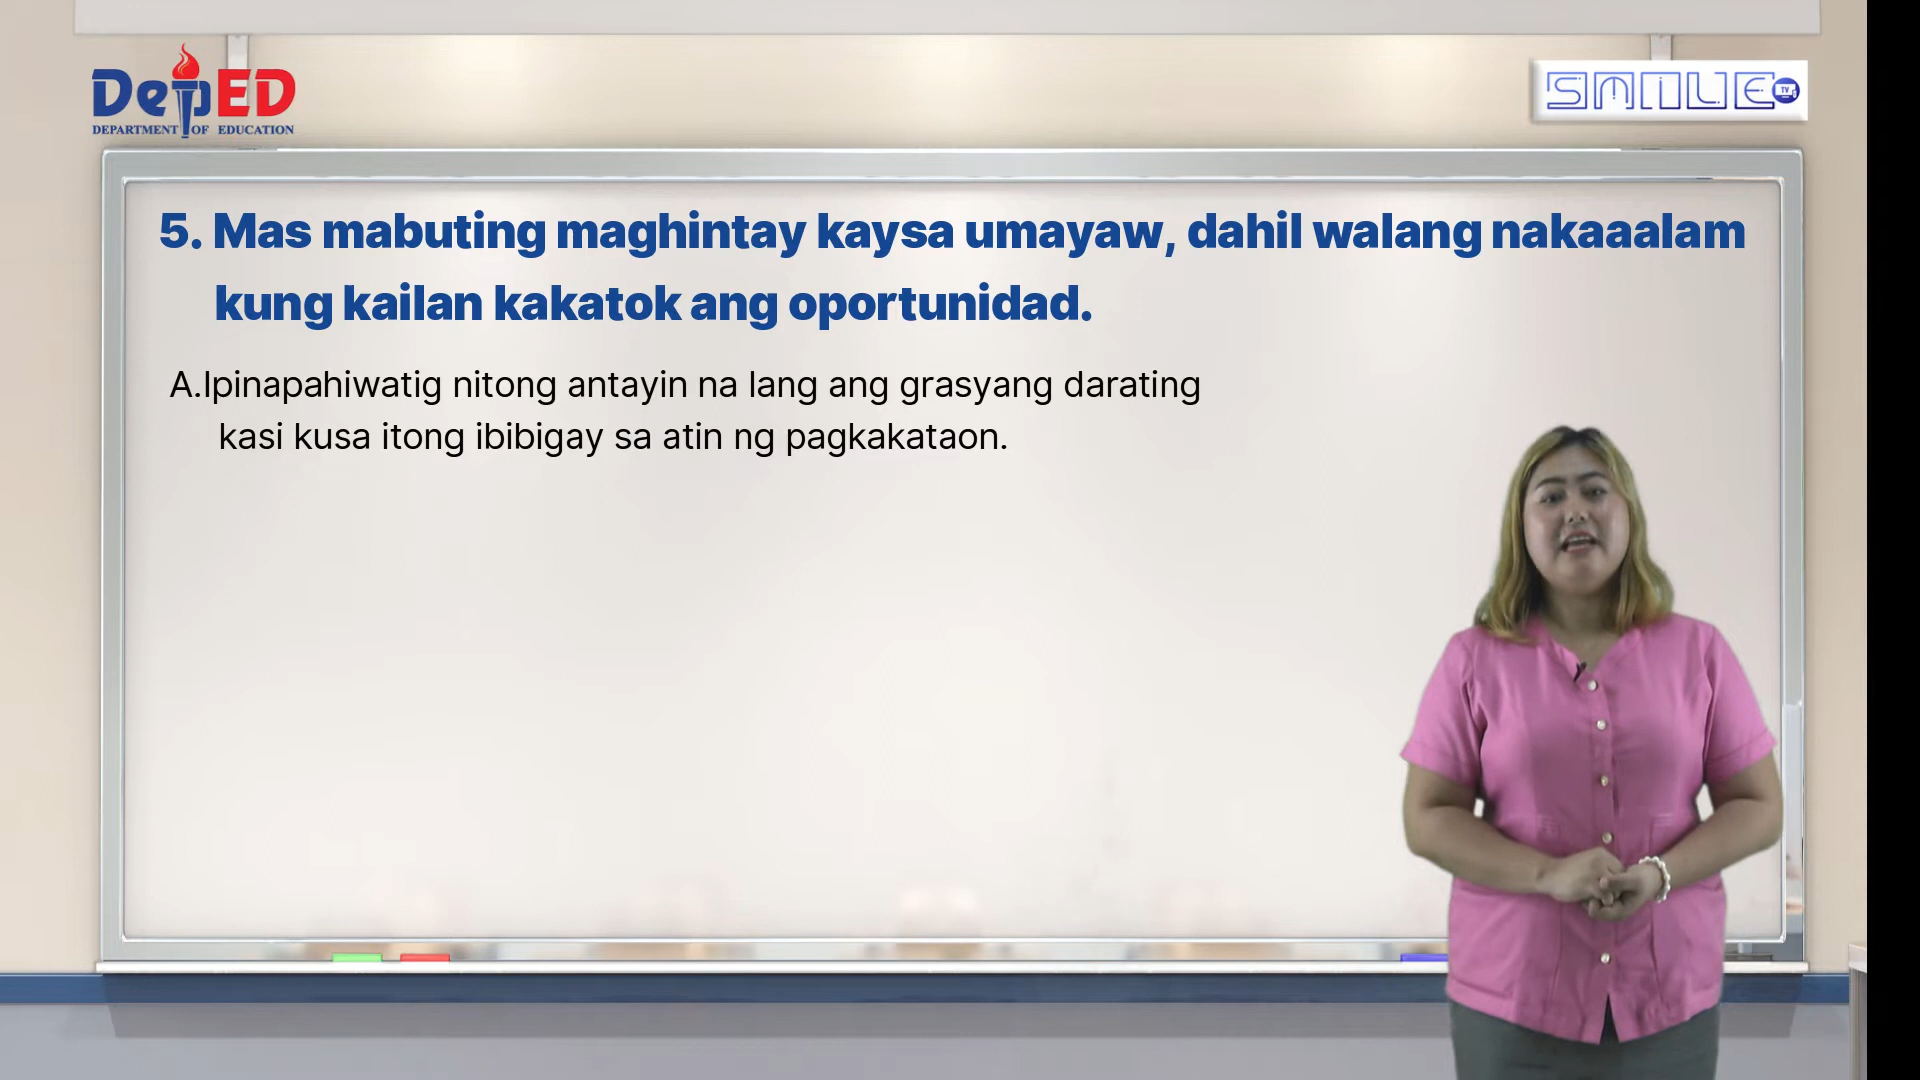 DepED
DEPARTMENT OF EDUCATION
SMILE TV
5. Mas mabuting maghintay kaysa umayaw, dahil walang nakaaalam
kung kailan kakatok ang oportunidad.
A.Ipinapahiwatig nitong antayin na lang ang grasyang darating
kasi kusa itong ibibigay sa atin ng pagkakataon.